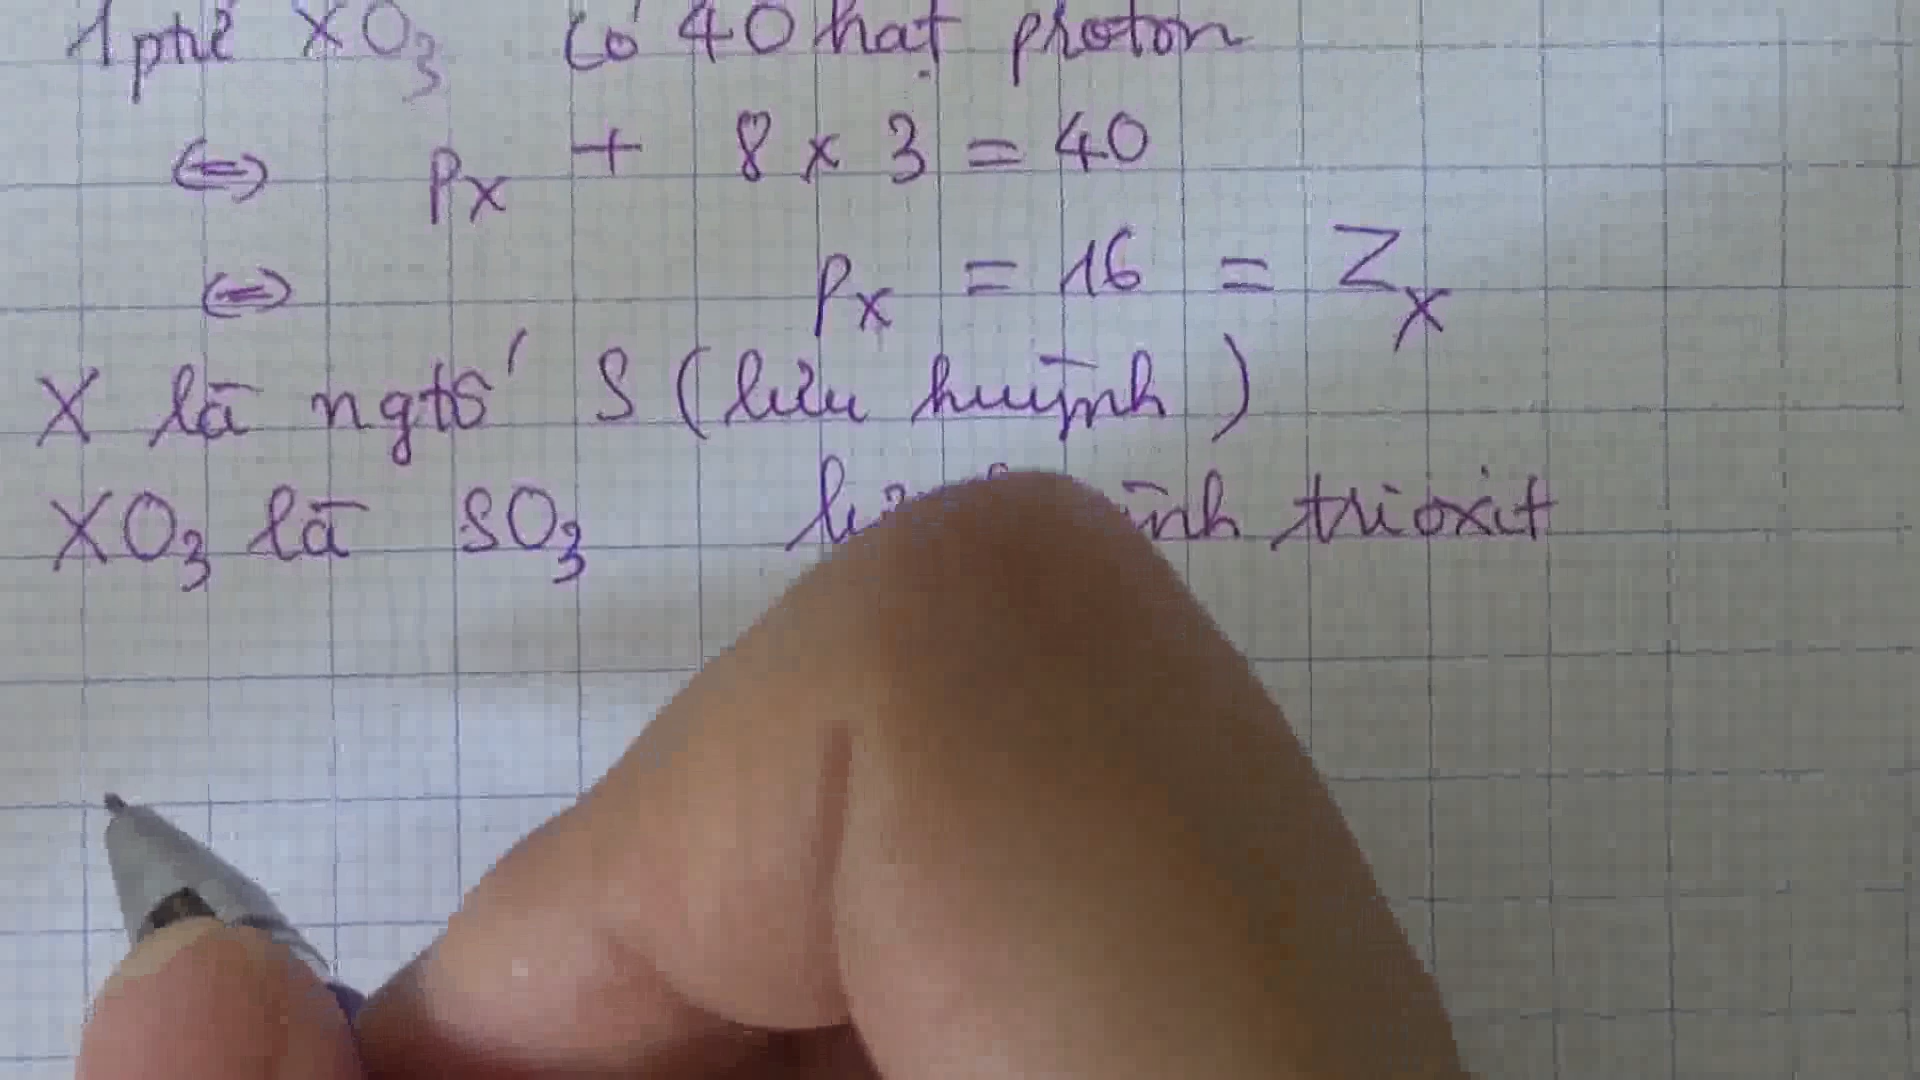 1 ptử XO₃ có 40 hạt proton
⇔ pₓ + 8 x 3 = 40
⇔ pₓ = 16 = Zₓ
X là ngtố S (lưu huỳnh)
XO₃ là SO₃ trioxit